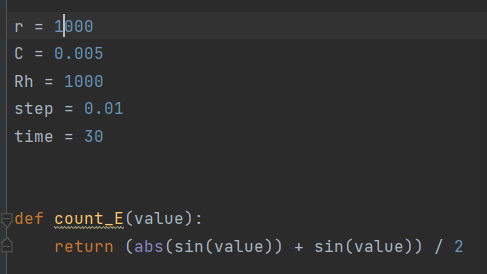 r = 1000
C = 0.005
Rh = 1000
step = 0.01
time = 30
def count_E(value):
return (abs(sin(value)) + sin(value)) / 2